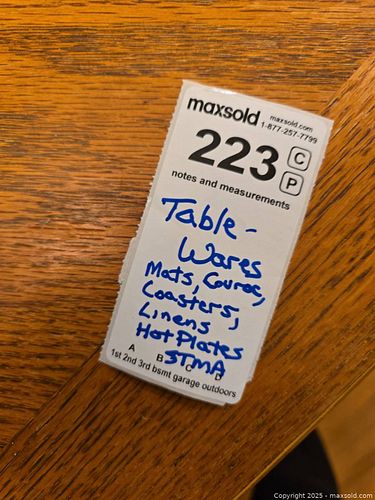 maxsold maxsold.com
1-877-257-7799
223 C
P
notes and measurements
Table-
Wares
Mats,
Coasters,
Linens
Hot Plates
STMA
A B C D
1st 2nd 3rd bsmt garage outdoors
Copyright 2025 - maxsold.com